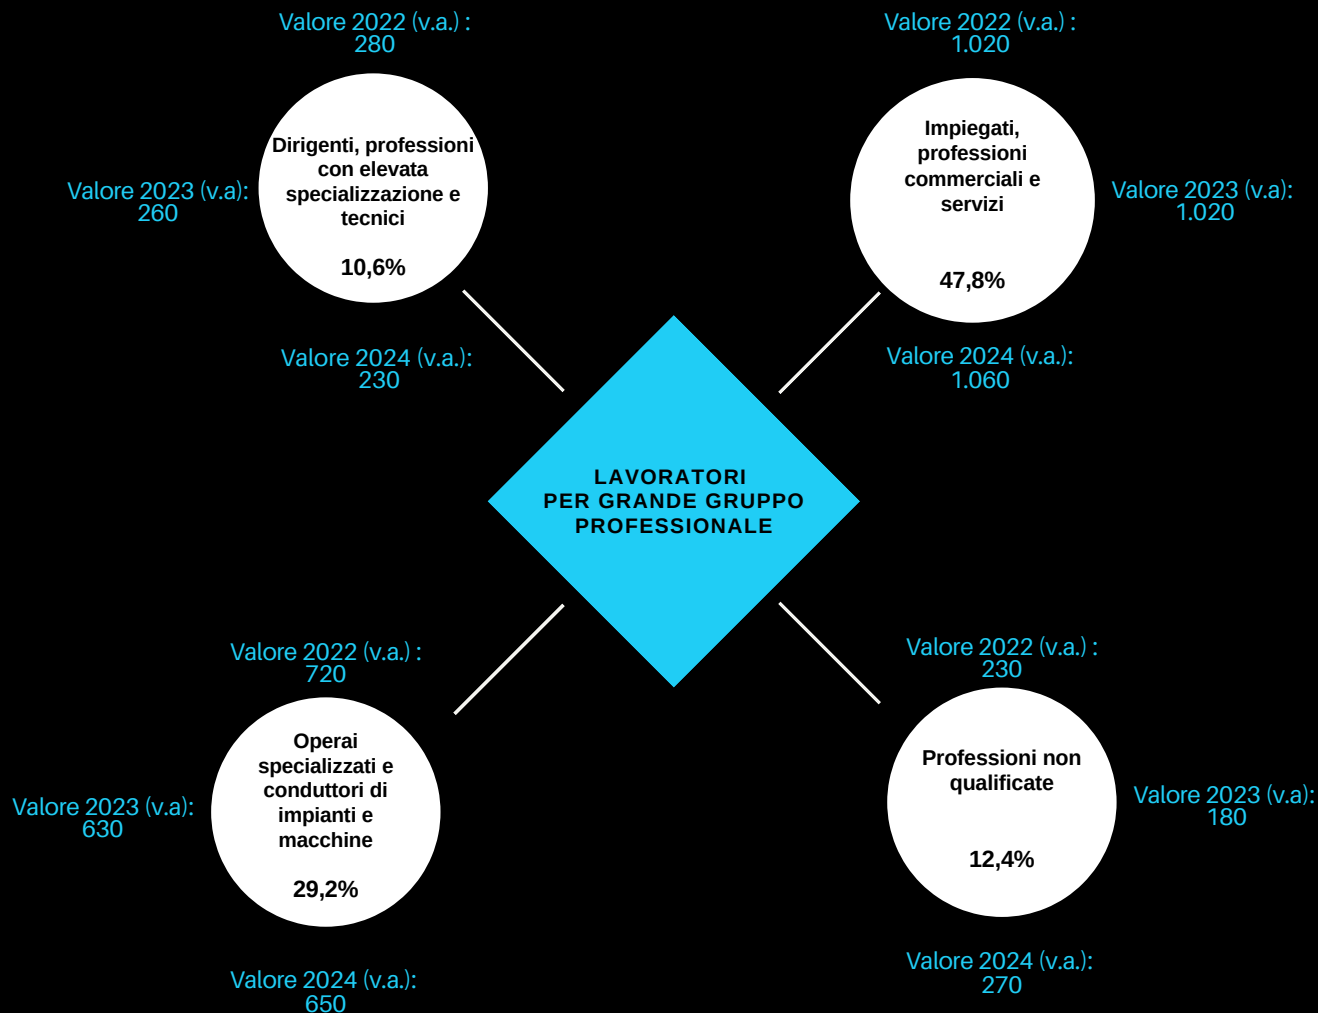 Valore 2022 (v.a.) :
280
Dirigenti, professioni
con elevata
specializzazione e
tecnici
10,6%
Valore 2023 (v.a):
260
Valore 2024 (v.a.):
230
Valore 2022 (v.a.) :
1.020
Impiegati,
professioni
commerciali e
servizi
47,8%
Valore 2023 (v.a):
1.020
Valore 2024 (v.a.):
1.060
LAVORATORI
PER GRANDE GRUPPO
PROFESSIONALE
Valore 2022 (v.a.) :
720
Operai
specializzati e
conduttori di
impianti e
macchine
29,2%
Valore 2023 (v.a):
630
Valore 2024 (v.a.):
650
Valore 2022 (v.a.) :
230
Professioni non
qualificate
12,4%
Valore 2023 (v.a):
180
Valore 2024 (v.a.):
270